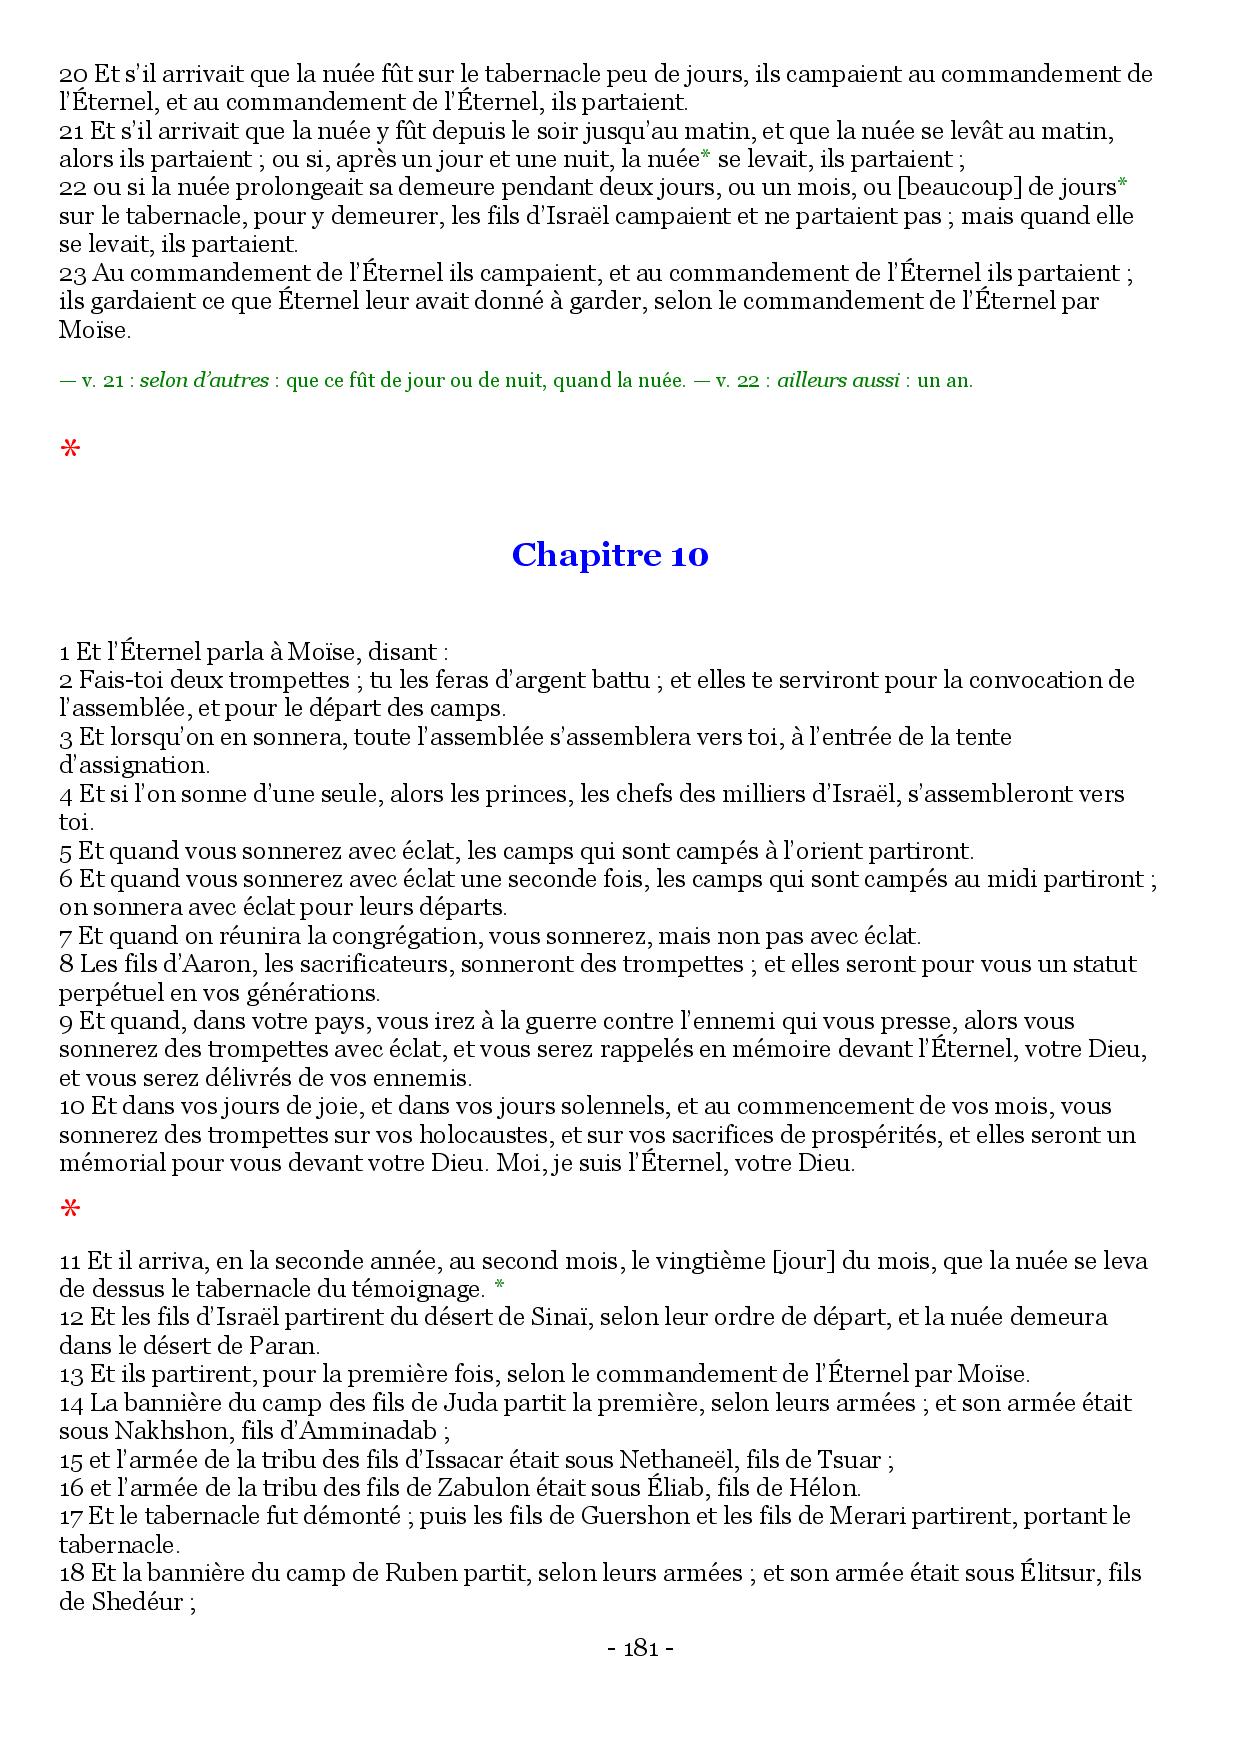 20 Et s’il arrivait que la nuée fût sur le tabernacle peu de jours, ils campaient au commandement de
l’Éternel, et au commandement de l’Éternel, ils partaient.
21 Et s’il arrivait que la nuée y fût depuis le soir jusqu’au matin, et que la nuée se levât au matin,
alors ils partaient ; ou si, après un jour et une nuit, la nuée* se levait, ils partaient ;
22 ou si la nuée prolongeait sa demeure pendant deux jours, ou un mois, ou [beaucoup] de jours*
sur le tabernacle, pour y demeurer, les fils d’Israël campaient et ne partaient pas ; mais quand elle
se levait, ils partaient.
23 Au commandement de l’Éternel ils campaient, et au commandement de l’Éternel ils partaient ;
ils gardaient ce que Éternel leur avait donné à garder, selon le commandement de l’Éternel par
Moïse.
— v. 21 : selon d’autres : que ce fût de jour ou de nuit, quand la nuée. — v. 22 : ailleurs aussi : un an.
*
Chapitre 10
1 Et l’Éternel parla à Moïse, disant :
2 Fais-toi deux trompettes ; tu les feras d’argent battu ; et elles te serviront pour la convocation de
l’assemblée, et pour le départ des camps.
3 Et lorsqu’on en sonnera, toute l’assemblée s’assemblera vers toi, à l’entrée de la tente
d’assignation.
4 Et si l’on sonne d’une seule, alors les princes, les chefs des milliers d’Israël, s’assembleront vers
toi.
5 Et quand vous sonnerez avec éclat, les camps qui sont campés à l’orient partiront.
6 Et quand vous sonnerez avec éclat une seconde fois, les camps qui sont campés au midi partiront ;
on sonnera avec éclat pour leurs départs.
7 Et quand on réunira la congrégation, vous sonnerez, mais non pas avec éclat.
8 Les fils d’Aaron, les sacrificateurs, sonneront des trompettes ; et elles seront pour vous un statut
perpétuel en vos générations.
9 Et quand, dans votre pays, vous irez à la guerre contre l’ennemi qui vous presse, alors vous
sonnerez des trompettes avec éclat, et vous serez rappelés en mémoire devant l’Éternel, votre Dieu,
et vous serez délivrés de vos ennemis.
10 Et dans vos jours de joie, et dans vos jours solennels, et au commencement de vos mois, vous
sonnerez des trompettes sur vos holocaustes, et sur vos sacrifices de prospérités, et elles seront un
mémorial pour vous devant votre Dieu. Moi, je suis l’Éternel, votre Dieu.
*
11 Et il arriva, en la seconde année, au second mois, le vingtième [jour] du mois, que la nuée se leva
de dessus le tabernacle du témoignage. *
12 Et les fils d’Israël partirent du désert de Sinaï, selon leur ordre de départ, et la nuée demeura
dans le désert de Paran.
13 Et ils partirent, pour la première fois, selon le commandement de l’Éternel par Moïse.
14 La bannière du camp des fils de Juda partit la première, selon leurs armées ; et son armée était
sous Nakhshon, fils d’Amminadab ;
15 et l’armée de la tribu des fils d’Issacar était sous Nethaneël, fils de Tsuar ;
16 et l’armée de la tribu des fils de Zabulon était sous Éliab, fils de Hélon.
17 Et le tabernacle fut démonté ; puis les fils de Guershon et les fils de Merari partirent, portant le
tabernacle.
18 Et la bannière du camp de Ruben partit, selon leurs armées ; et son armée était sous Élitsur, fils
de Shedéur ;
- 181 -